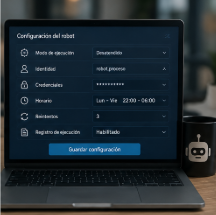 Configuración del robot
Modo de ejecución Desatendido
Identidad robot.proceso
Credenciales **********
Horario Lun - Vie 22:00 - 06:00
Reintentos 3
Registro de ejecución Habilitado
Guardar configuración